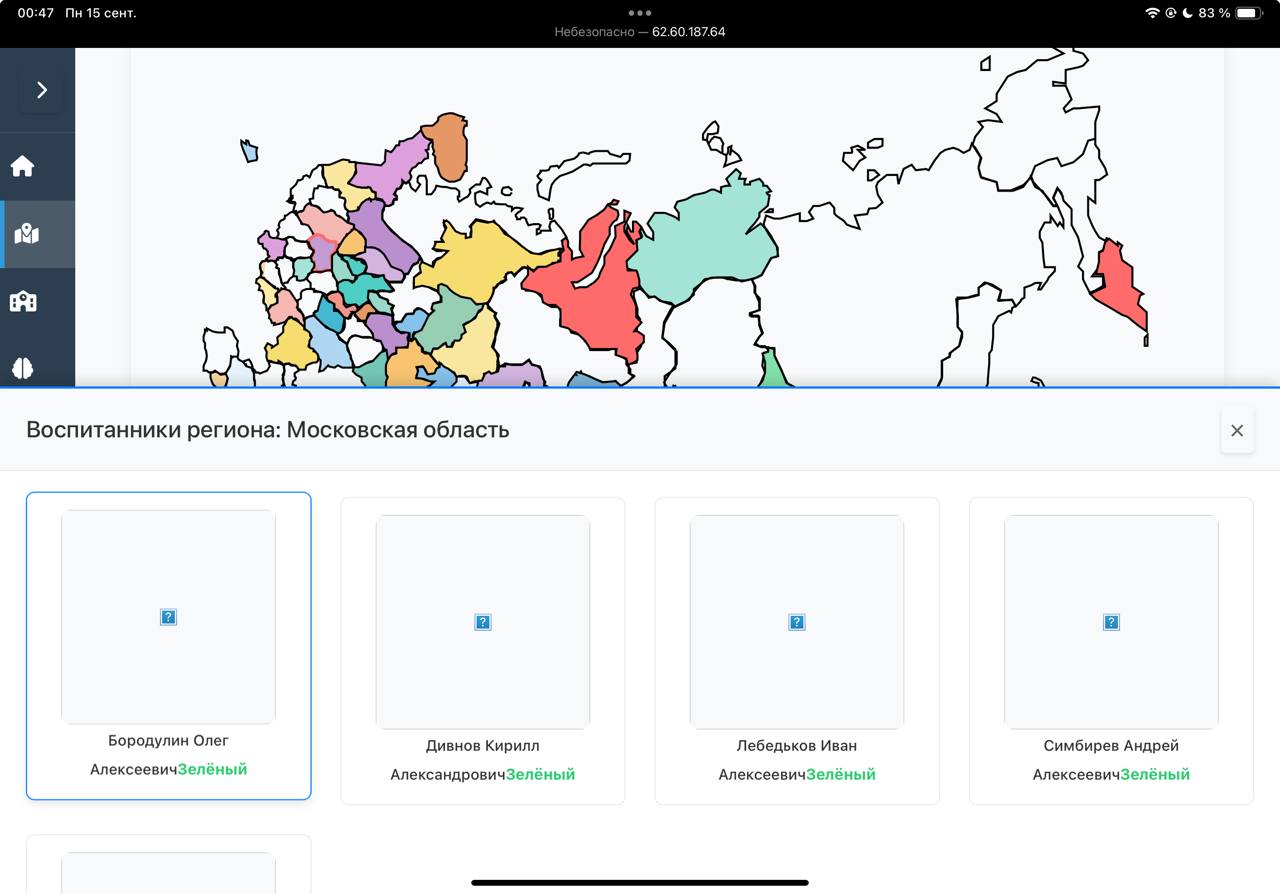 00:47 Пн 15 сент.
83 %
Небезопасно — 62.60.187.64
Воспитанники региона: Московская область
Бородулин Олег
АлексеевичЗелёный
Дивнов Кирилл
АлександровичЗелёный
Лебедьков Иван
АлексеевичЗелёный
Симбирев Андрей
АлексеевичЗелёный